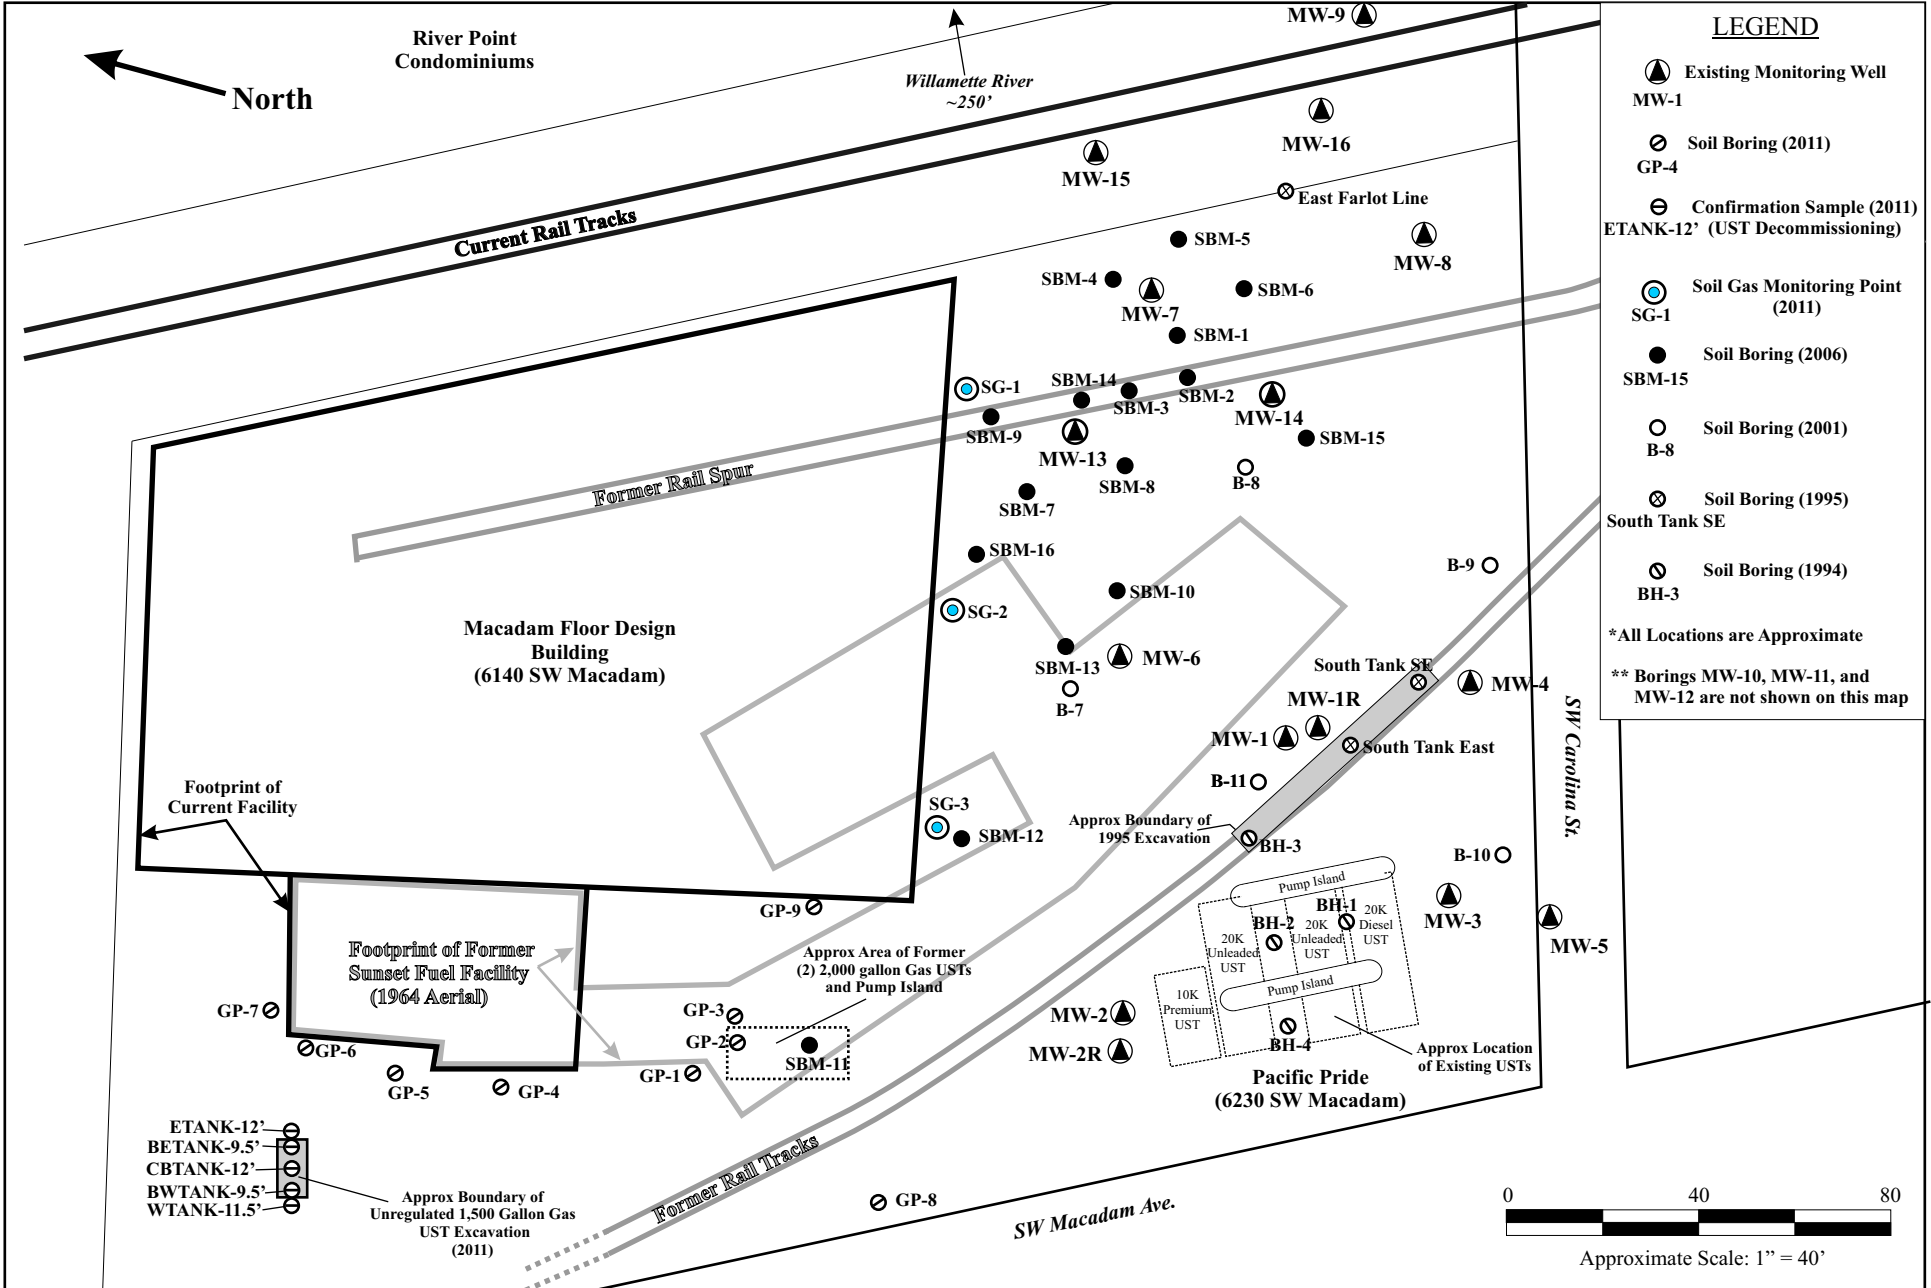 River Point
Condominiums
North
Willamette River
~250’
Current Rail Tracks
MW-9
MW-16
MW-15
East Farlot Line
MW-8
SBM-5
SBM-4
SBM-6
MW-7
SBM-1
SG-1
SBM-14
SBM-2
SBM-3
MW-14
SBM-9
SBM-15
MW-13
SBM-8
B-8
Former Rail Spur
SBM-7
SBM-16
B-9
SBM-10
SG-2
Macadam Floor Design
Building
(6140 SW Macadam)
SBM-13
MW-6
B-7
South Tank SE
MW-4
MW-1R
MW-1
South Tank East
B-11
SW Carolina St.
Footprint of
Current Facility
SG-3
SBM-12
Approx Boundary of
1995 Excavation
BH-3
B-10
Pump Island
MW-3
MW-5
BH-1
BH-2
20K
Diesel
UST
20K
Unleaded
UST
20K
Unleaded
UST
Pump Island
10K
Premium
UST
BH-4
Approx Location
of Existing USTs
Pacific Pride
(6230 SW Macadam)
MW-2
MW-2R
GP-9
Footprint of Former
Sunset Fuel Facility
(1964 Aerial)
Approx Area of Former
(2) 2,000 gallon Gas USTs
and Pump Island
GP-7
GP-6
GP-5
GP-4
GP-3
GP-2
SBM-11
GP-1
ETANK-12’
BETANK-9.5’
CBTANK-12’
BWTANK-9.5’
WTANK-11.5’
Approx Boundary of
Unregulated 1,500 Gallon Gas
UST Excavation
(2011)
Former Rail Tracks
GP-8
SW Macadam Ave.
LEGEND
Existing Monitoring Well
MW-1
Soil Boring (2011)
GP-4
Confirmation Sample (2011)
ETANK-12’ (UST Decommissioning)
Soil Gas Monitoring Point
(2011)
SG-1
Soil Boring (2006)
SBM-15
Soil Boring (2001)
B-8
Soil Boring (1995)
South Tank SE
Soil Boring (1994)
BH-3
*All Locations are Approximate
** Borings MW-10, MW-11, and
MW-12 are not shown on this map
0 40 80
Approximate Scale: 1” = 40’